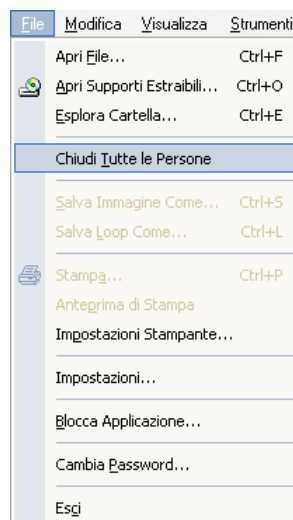 File Modifica Visualizza Strumenti
Apri File... Ctrl+F
Apri Supporti Estraibili... Ctrl+O
Esplora Cartella... Ctrl+E
Chiudi Tutte le Persone
Salva Immagine Come... Ctrl+S
Salva Loop Come... Ctrl+L
Stampa... Ctrl+P
Anteprima di Stampa
Impostazioni Stampante...
Impostazioni...
Blocca Applicazione...
Cambia Password...
Esci